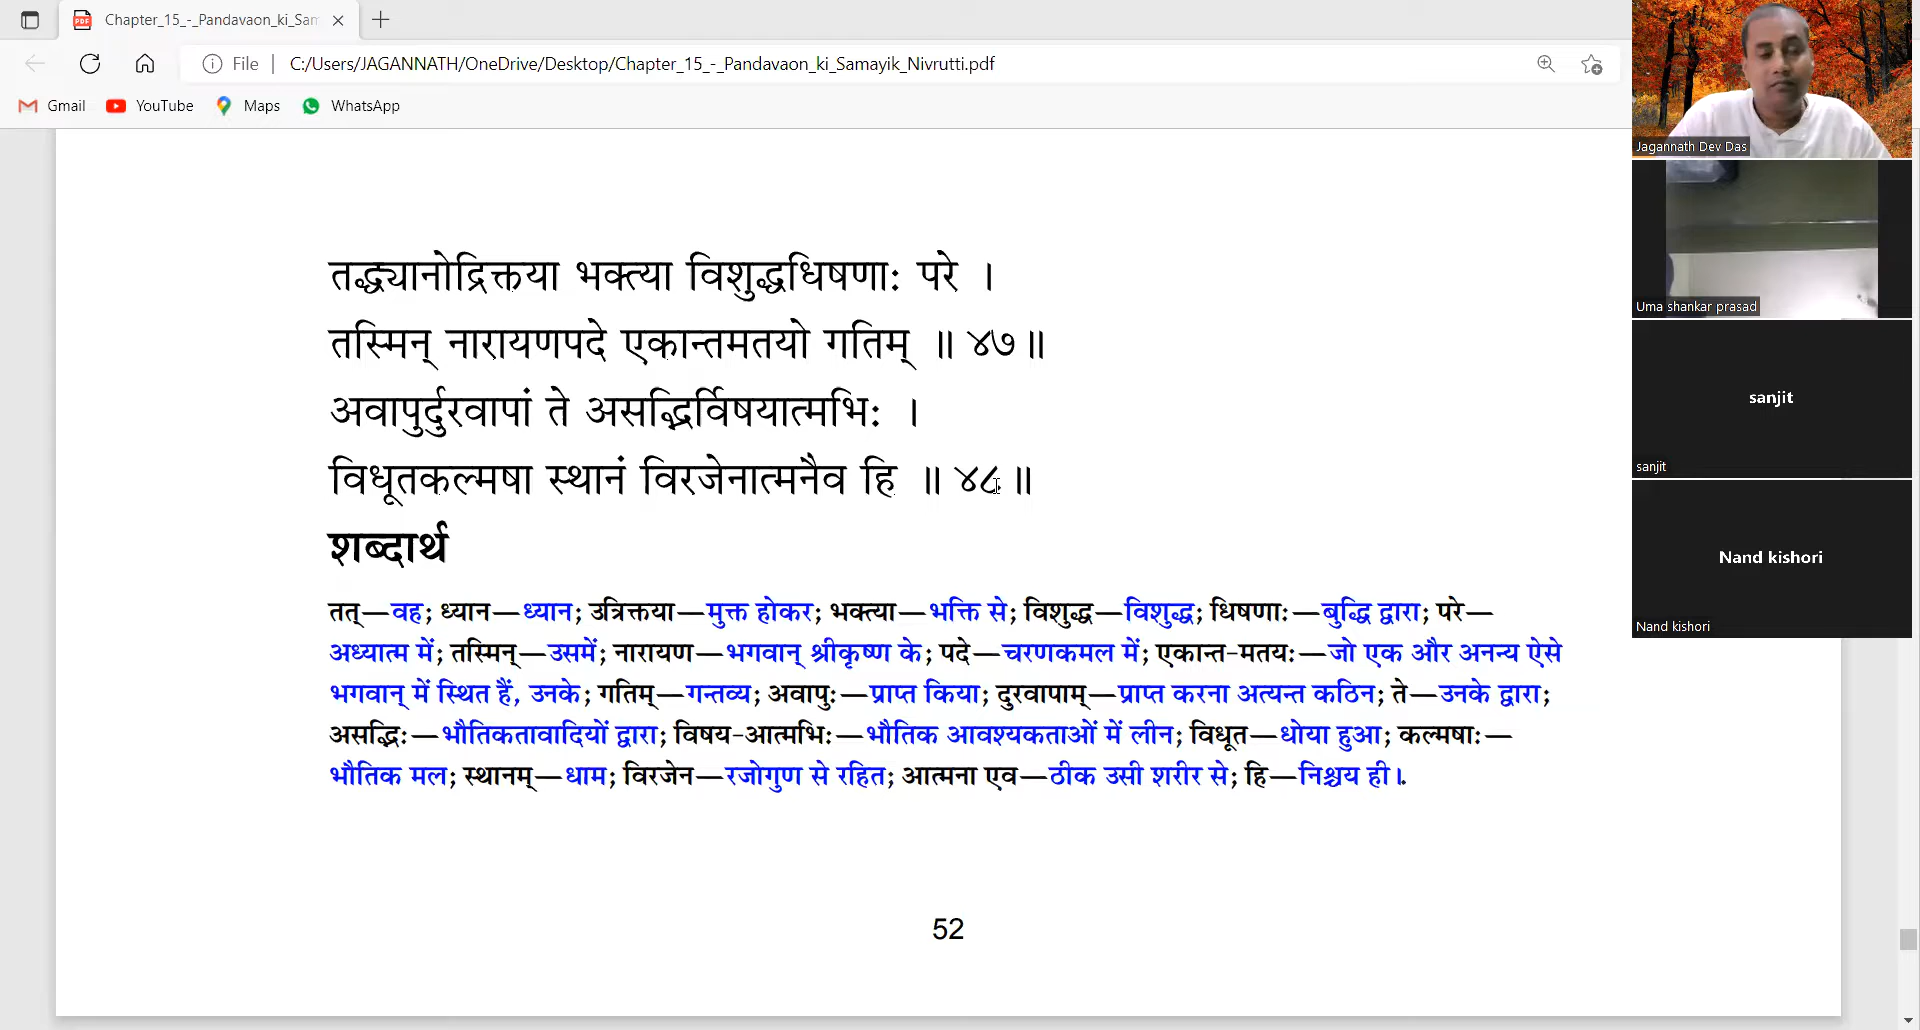 Chapter_15_-_Pandavaon_ki_Sam
File
C:/Users/JAGANNATH/OneDrive/Desktop/Chapter_15_-_Pandavaon_ki_Samayik_Nivrutti.pdf
Gmail YouTube Maps WhatsApp
तद्ध्यानोद्रिक्तया भक्त्या विशुद्धधिषणाः परे ।
तस्मिन् नारायणपदे एकान्तमतयो गतिम् ॥ ४७॥
अवापुर्दुरवापां ते असद्भिर्विषयात्मभिः ।
विधूतकल्मषा स्थानं विरजेनात्मनैव हि ॥ ४८॥
शब्दार्थ
तत्—वह; ध्यान—ध्यान; उत्रिक्तया—मुक्त होकर; भक्त्या—भक्ति से; विशुद्ध—विशुद्ध; धिषणाः—बुद्धि द्वारा; परे—
अध्यात्म में; तस्मिन्—उसमें; नारायण—भगवान् श्रीकृष्ण के; पदे—चरणकमल में; एकान्त-मतयः—जो एक और अनन्य ऐसे
भगवान् में स्थित हैं, उनके; गतिम्—गन्तव्य; अवापुः—प्राप्त किया; दुरवापाम्—प्राप्त करना अत्यन्त कठिन; ते—उनके द्वारा;
असद्भिः—भौतिकतावादियों द्वारा; विषय-आत्मभिः—भौतिक आवश्यकताओं में लीन; विधूत—धोया हुआ; कल्मषाः—
भौतिक मल; स्थानम्—धाम; विरजेन—रजोगुण से रहित; आत्मना एव—ठीक उसी शरीर से; हि—निश्चय ही।.
52
Jagannath Dev Das
Uma shankar prasad
sanjit
sanjit
Nand kishori
Nand kishori